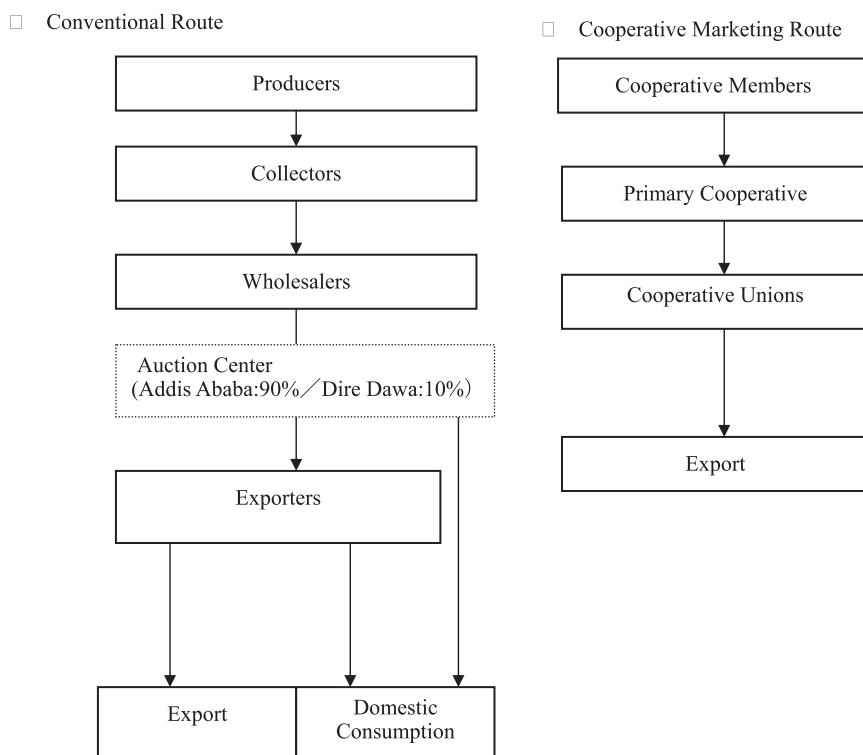 □ Conventional Route
Producers
Collectors
Wholesalers
Auction Center
(Addis Ababa:90%／Dire Dawa:10%)
Exporters
Export
Domestic
Consumption
□ Cooperative Marketing Route
Cooperative Members
Primary Cooperative
Cooperative Unions
Export